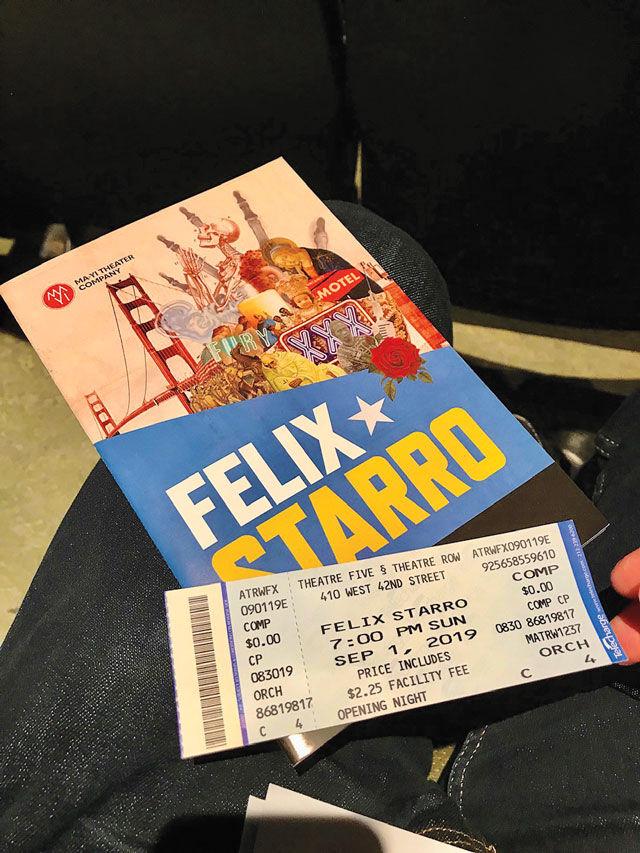 MA-YI THEATER
COMPANY
MOTEL
FURY
XXX
FELIX
STARRO
ATRWFX
090119E
COMP
$0.00
CP
083019
ORCH
86819817
C 4
THEATRE FIVE @ THEATRE ROW
410 WEST 42ND STREET
FELIX STARRO
7:00 PM SUN
SEP 1, 2019
PRICE INCLUDES
$2.25 FACILITY FEE
OPENING NIGHT
ATRWFX090119E
925658559610
COMP
$0.00
COMP CP
0830 86819817
MATRW1237
ORCH
C 4
Telecharge